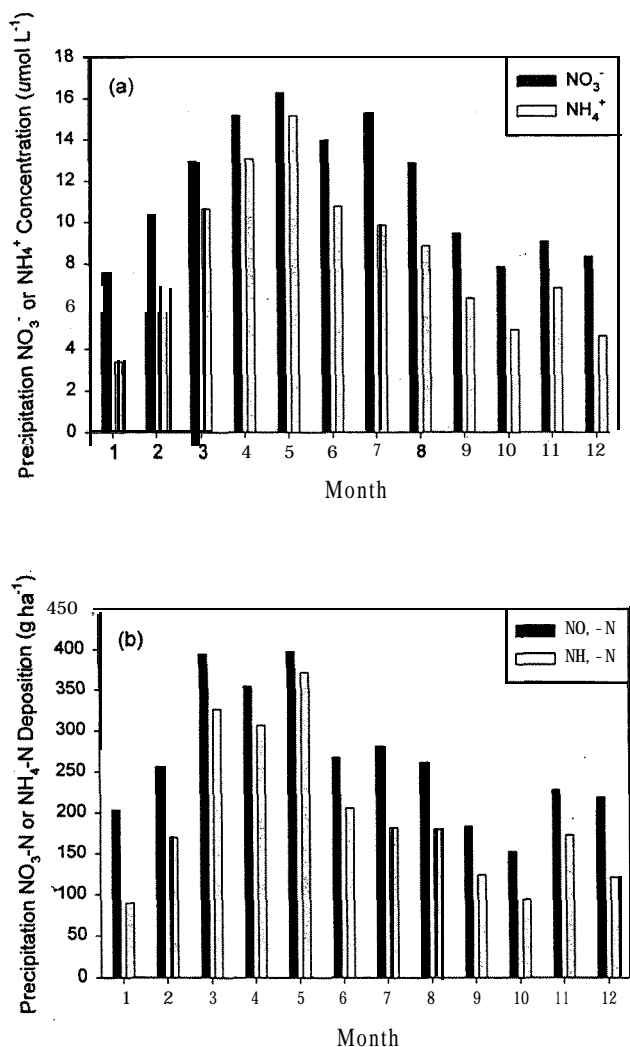 Precipitation NO3- or NH4+ Concentration (umol L-1)
18
16
14
12
10
8
6
4
2
0
(a)
NO3-
NH4+
1 2 3 4 5 6 7 8 9 10 11 12
Month
Precipitation NO3-N or NH4-N Deposition (g ha-1)
450
400
350
300
250
200
150
100
50
0
(b)
NO, -N
NH, -N
1 2 3 4 5 6 7 8 9 10 11 12
Month